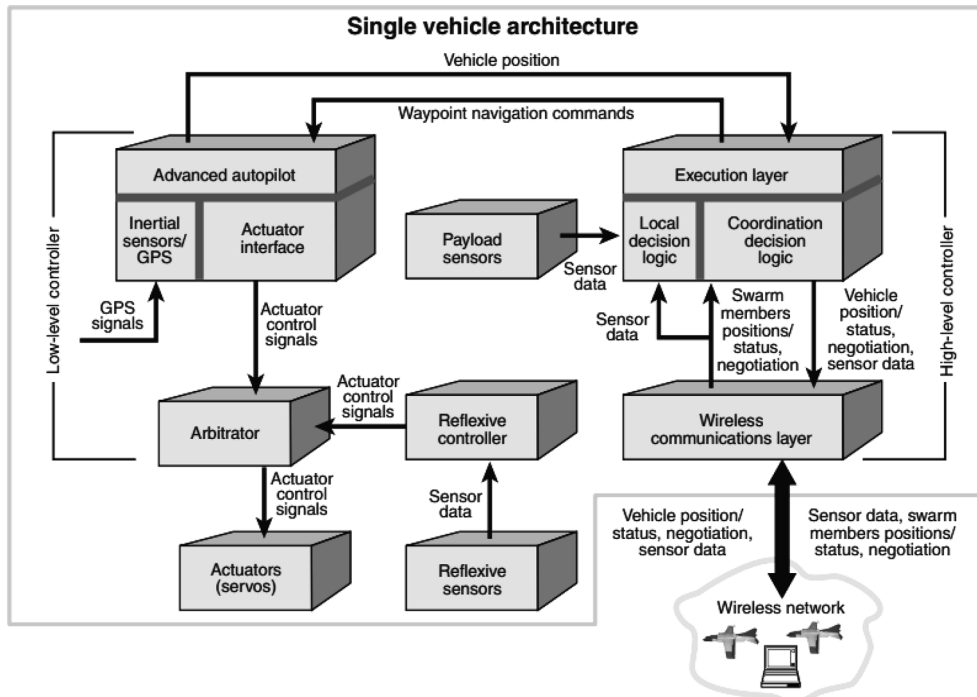 Single vehicle architecture
Vehicle position
Waypoint navigation commands
Low-level controller
Advanced autopilot
Inertial
sensors/
GPS
Actuator
interface
GPS
signals
Actuator
control
signals
Payload
sensors
Sensor
data
Execution layer
Local
decision
logic
Coordination
decision
logic
High-level controller
Sensor
data
Swarm
members
positions/
status,
negotiation
Vehicle
position/
status,
negotiation,
sensor data
Arbitrator
Actuator
control
signals
Reflexive
controller
Wireless
communications layer
Actuator
control
signals
Sensor
data
Actuators
(servos)
Reflexive
sensors
Vehicle position/
status, negotiation,
sensor data
Sensor data, swarm
members positions/
status, negotiation
Wireless network